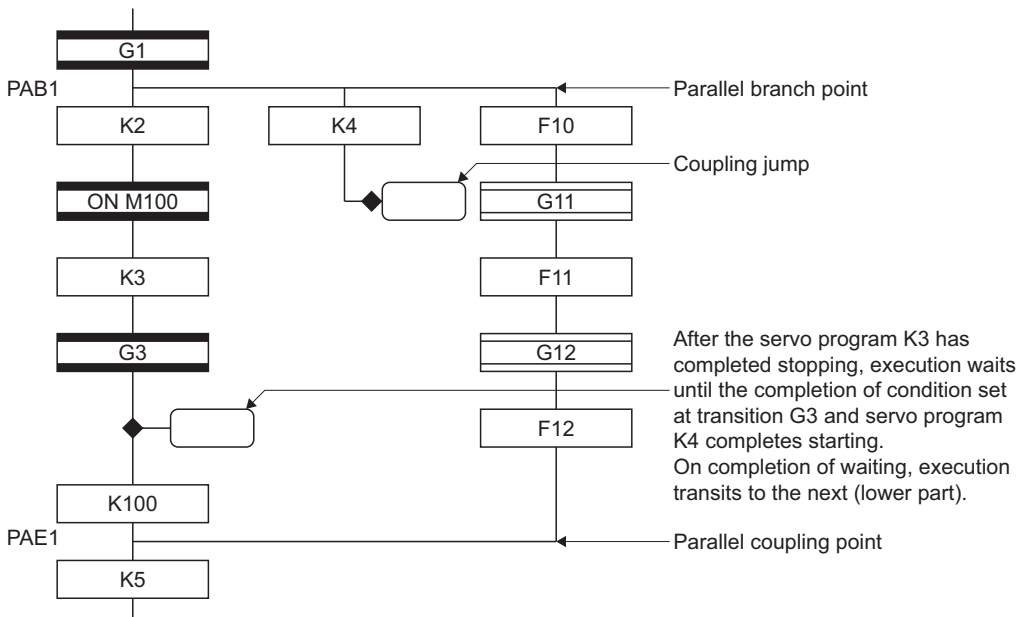 G1
PAB1
Parallel branch point
K2
K4
F10
Coupling jump
ON M100
G11
K3
F11
G3
G12
After the servo program K3 has
completed stopping, execution waits
until the completion of condition set
at transition G3 and servo program
K4 completes starting.
On completion of waiting, execution
transits to the next (lower part).
F12
K100
PAE1
Parallel coupling point
K5